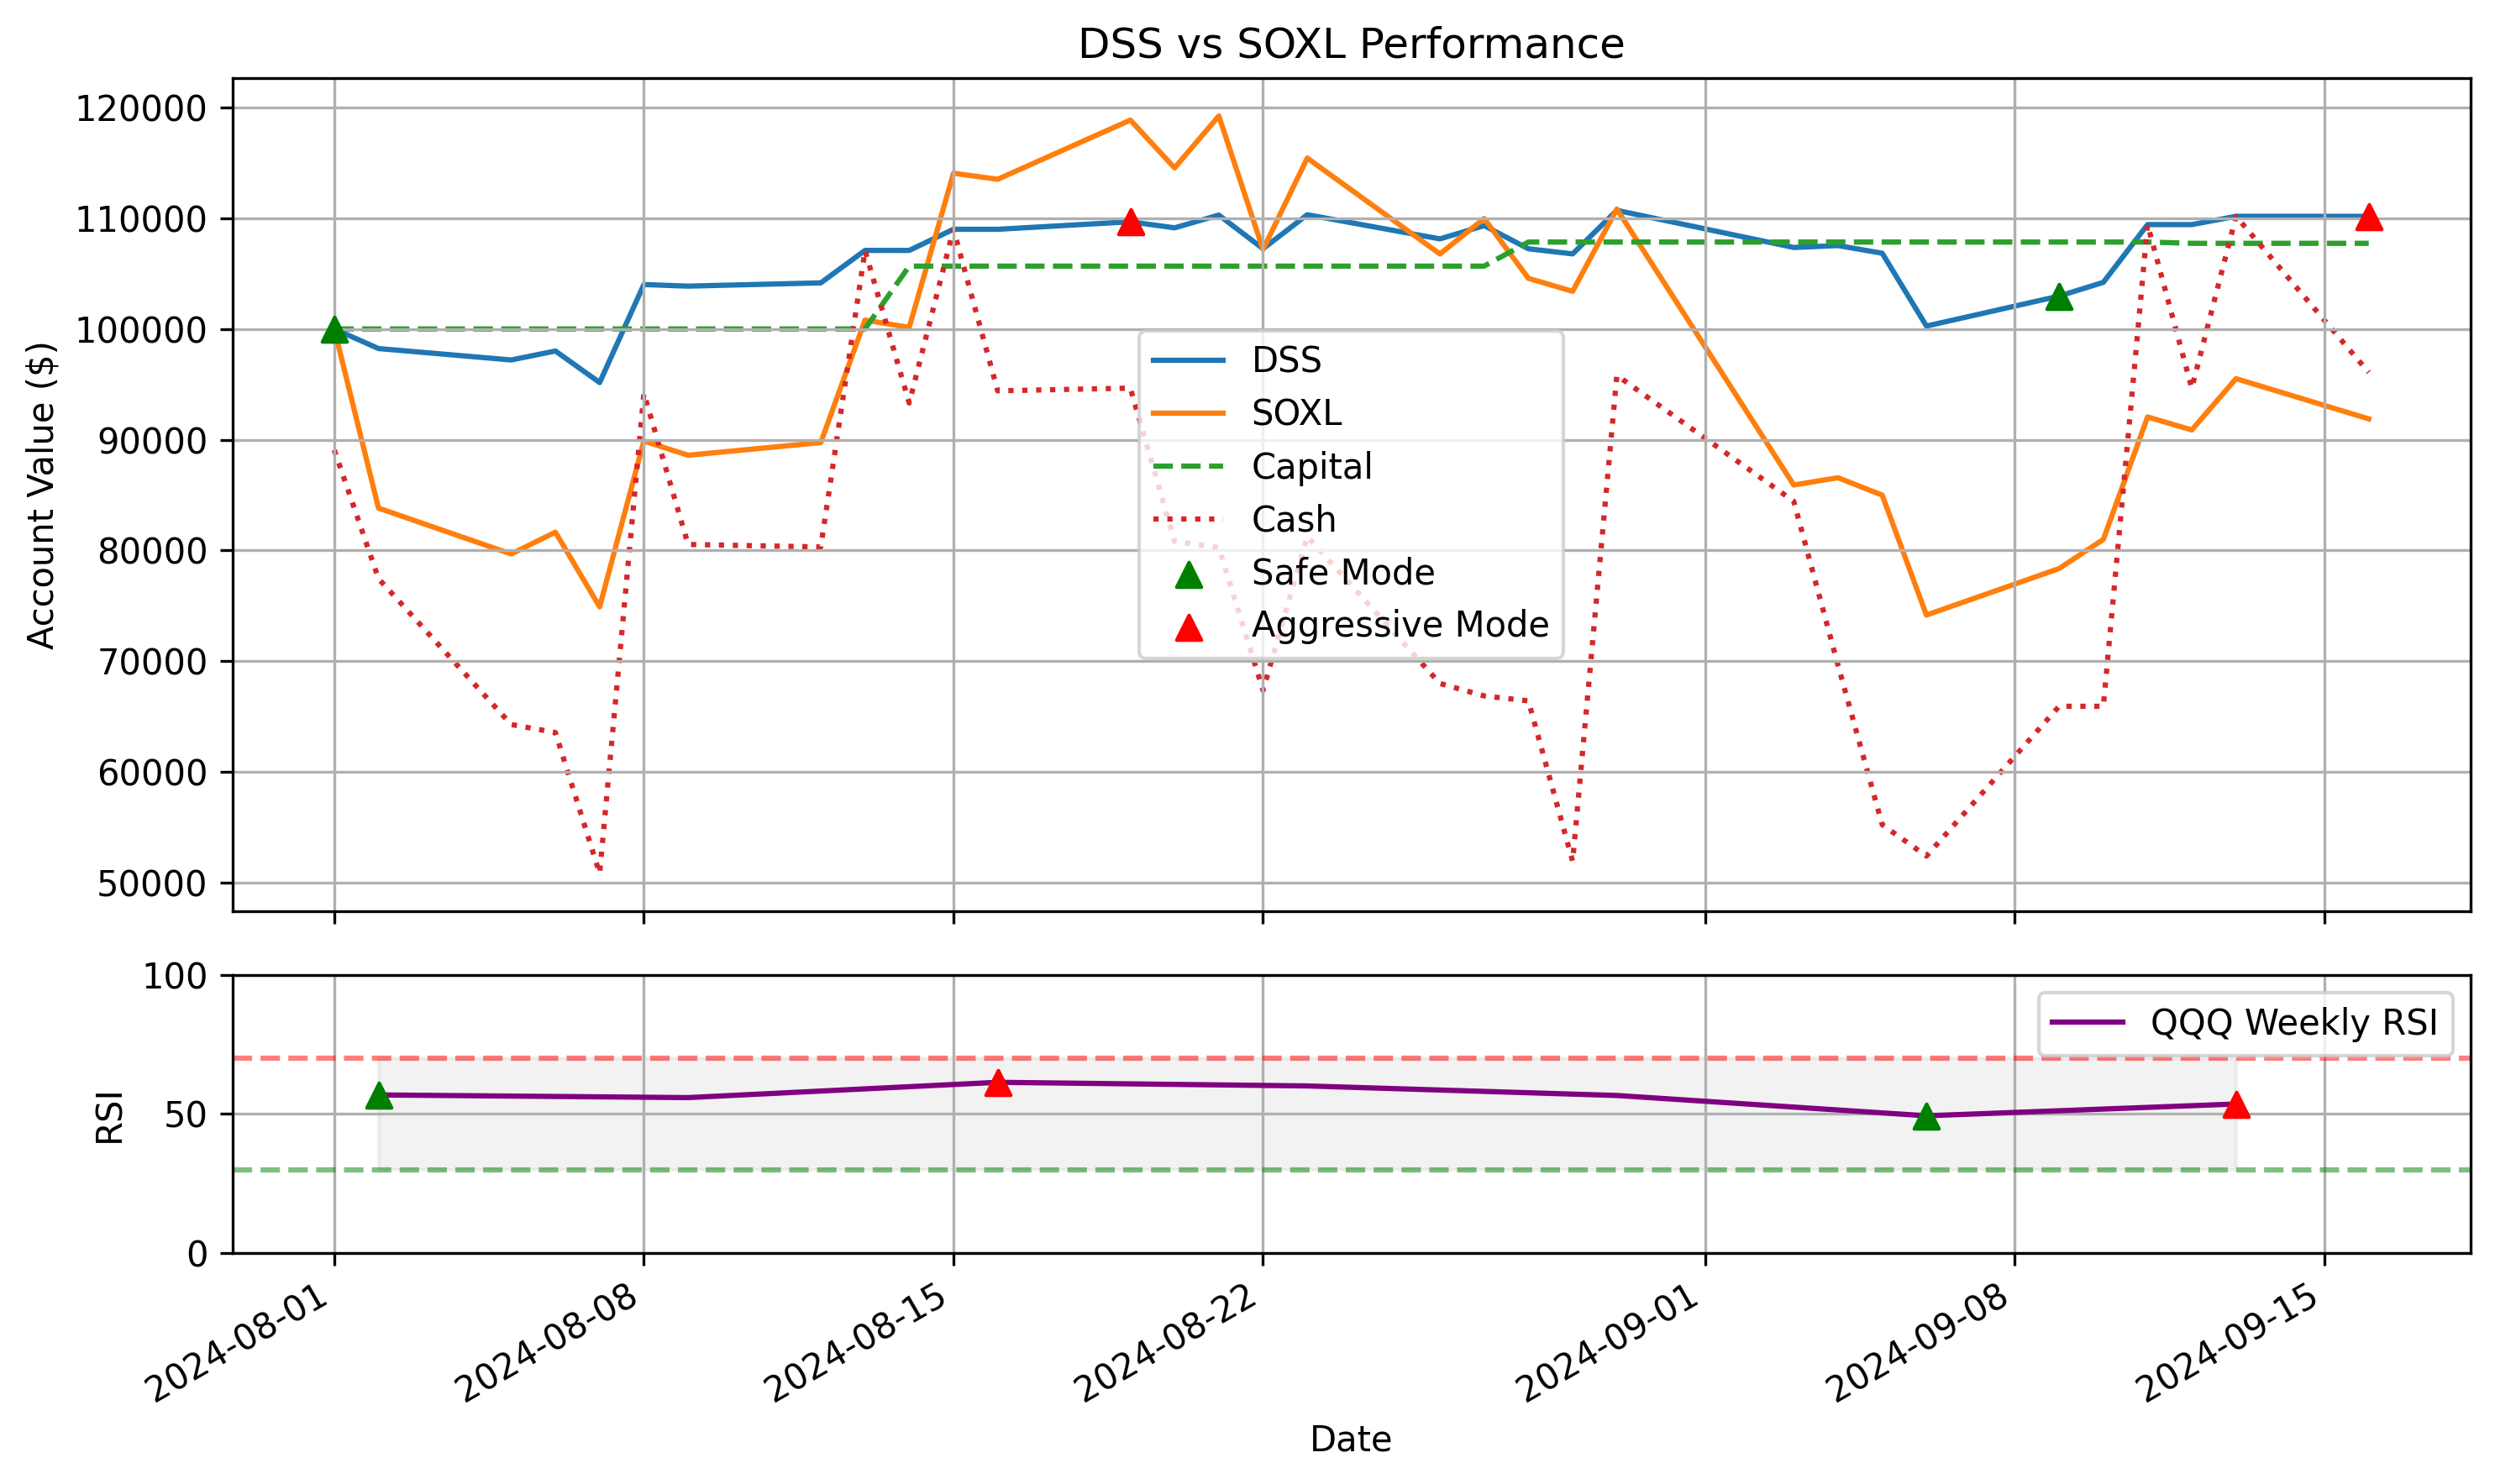 DSS vs SOXL Performance
120000
110000
100000
90000
80000
70000
60000
50000
Account Value ($)
DSS
SOXL
Capital
Cash
Safe Mode
Aggressive Mode
100
50
0
RSI
QQQ Weekly RSI
2024-08-01
2024-08-08
2024-08-15
2024-08-22
2024-09-01
2024-09-08
2024-09-15
Date